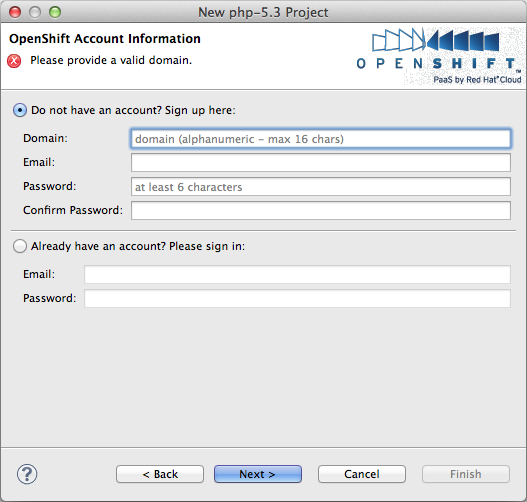 New php-5.3 Project
OpenShift Account Information
Please provide a valid domain.
OPENSHIFT™
PaaS by Red Hat® Cloud
Do not have an account? Sign up here:
Domain: domain (alphanumeric - max 16 chars)
Email:
Password: at least 6 characters
Confirm Password:
Already have an account? Please sign in:
Email:
Password:
? < Back Next > Cancel Finish